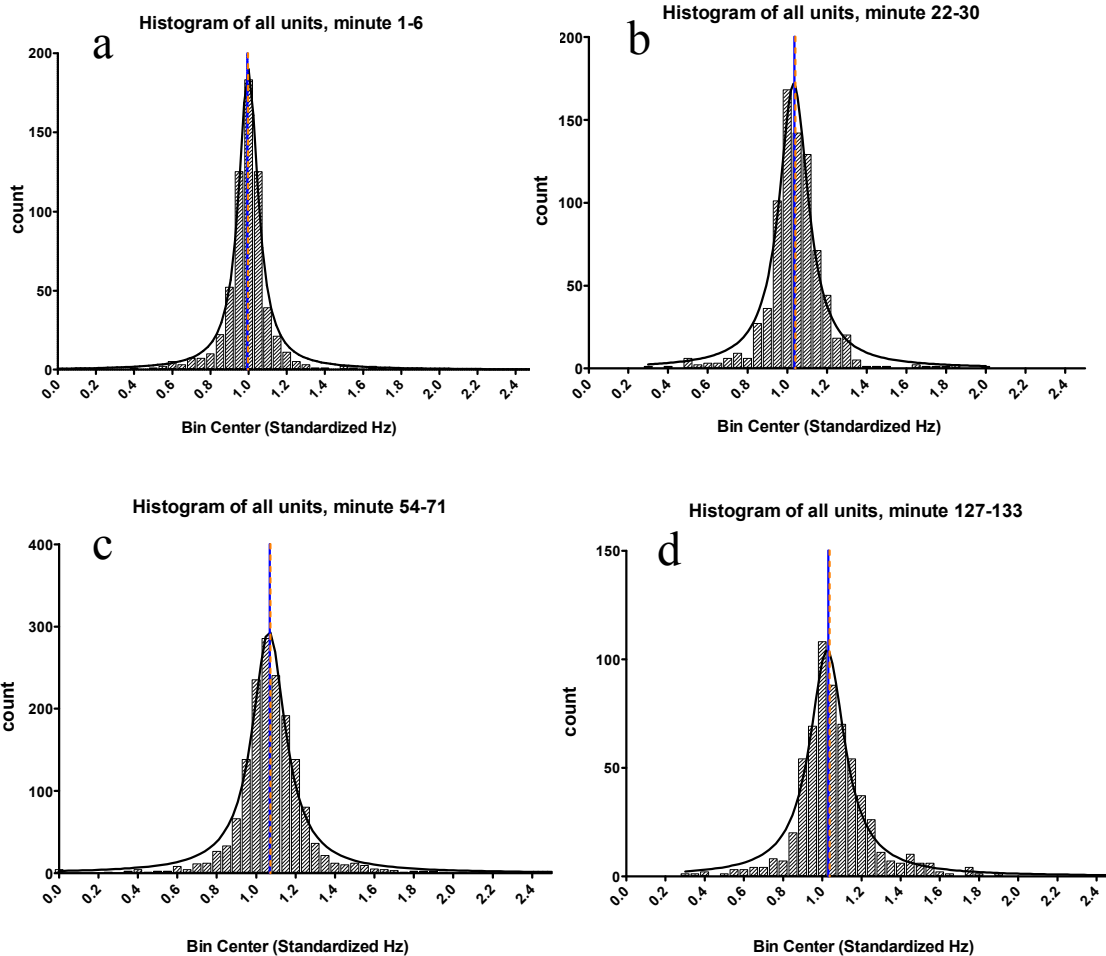 Histogram of all units, minute 1-6
a
200
150
100
50
0
count
0.0 0.2 0.4 0.6 0.8 1.0 1.2 1.4 1.6 1.8 2.0 2.2 2.4
Bin Center (Standardized Hz)
Histogram of all units, minute 22-30
b
200
150
100
50
0
count
0.0 0.2 0.4 0.6 0.8 1.0 1.2 1.4 1.6 1.8 2.0 2.2 2.4
Bin Center (Standardized Hz)
Histogram of all units, minute 54-71
c
400
300
200
100
0
count
0.0 0.2 0.4 0.6 0.8 1.0 1.2 1.4 1.6 1.8 2.0 2.2 2.4
Bin Center (Standardized Hz)
Histogram of all units, minute 127-133
d
150
100
50
0
count
0.0 0.2 0.4 0.6 0.8 1.0 1.2 1.4 1.6 1.8 2.0 2.2 2.4
Bin Center (Standardized Hz)